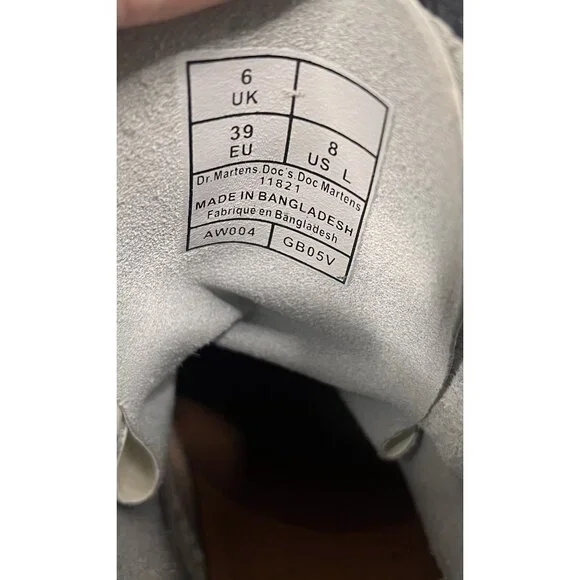 6
UK
39
EU
8
US L
Dr. Martens. Doc's. Doc Martens
11821
MADE IN BANGLADESH
Fabriqué en Bangladesh
AW004
GB05V